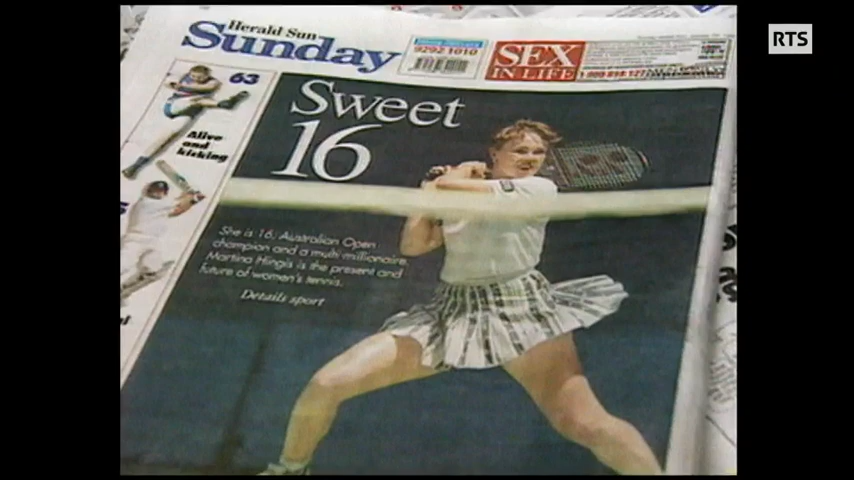 RTS
Herald Sun
Sunday
9292 1010
SEX
IN LIFE
63
Alive
and
kicking
Sweet
16
She is 16, Australian Open
champion and a multi millionaire.
Martina Hingis is the present and
future of women's tennis.
Details sport